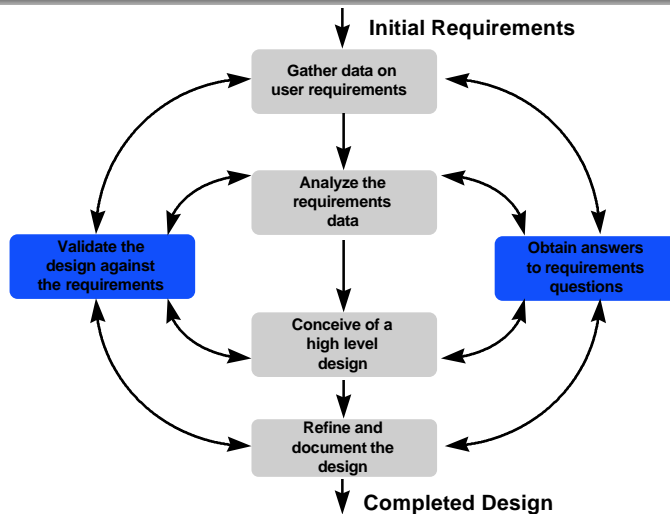 Initial Requirements
Gather data on
user requirements
Analyze the
requirements
data
Validate the
design against
the requirements
Obtain answers
to requirements
questions
Conceive of a
high level
design
Refine and
document the
design
Completed Design